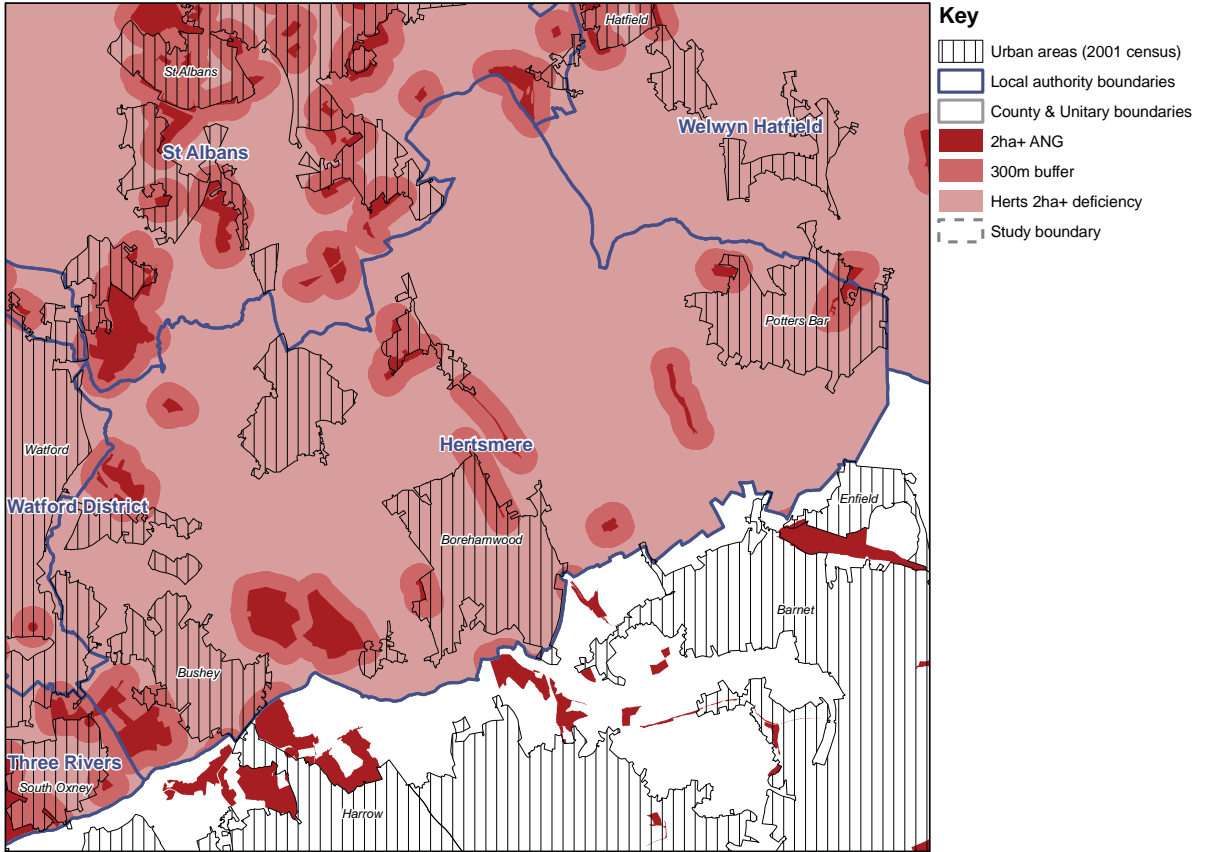 Key
Urban areas (2001 census)
Local authority boundaries
County & Unitary boundaries
2ha+ ANG
300m buffer
Herts 2ha+ deficiency
Study boundary
Hatfield
St Albans
Welwyn Hatfield
St Albans
Potters Bar
Hertsmere
Watford
Watford District
Enfield
Borehamwood
Barnet
Bushey
Three Rivers
South Oxney
Harrow